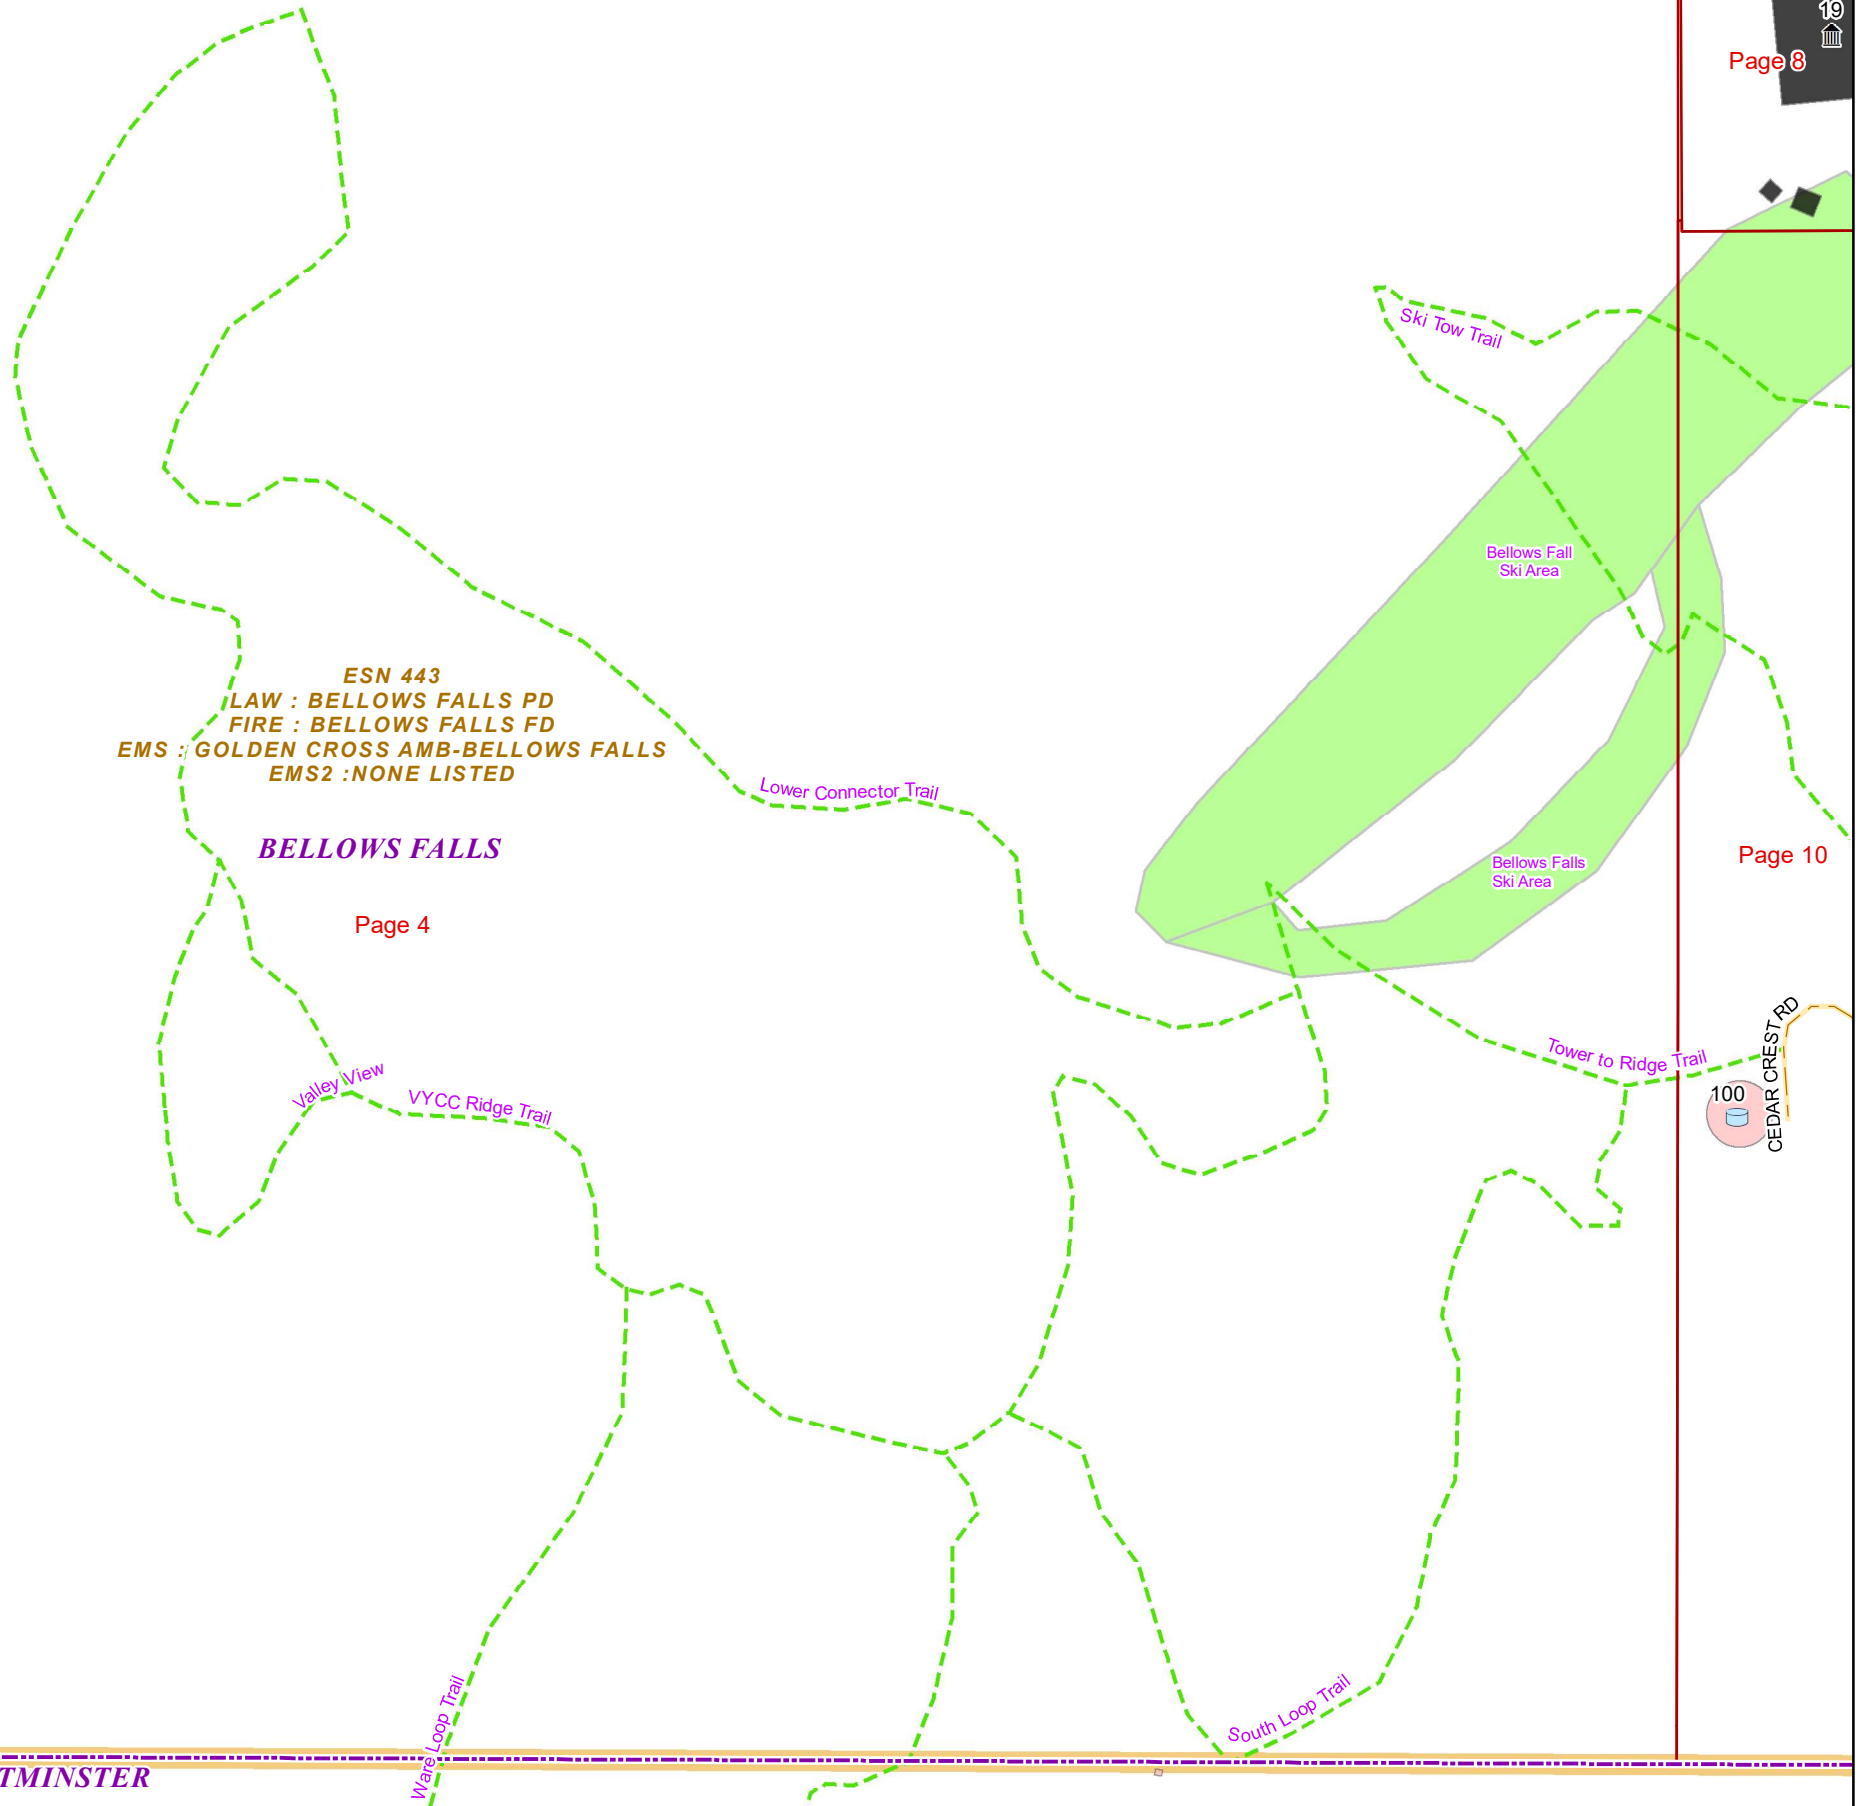 19
Page 8
Ski Tow Trail
Bellows Fall
Ski Area
ESN 443
LAW : BELLOWS FALLS PD
FIRE : BELLOWS FALLS FD
EMS : GOLDEN CROSS AMB-BELLOWS FALLS
EMS2 :NONE LISTED
Lower Connector Trail
BELLOWS FALLS
Page 10
Bellows Falls
Ski Area
Page 4
CEDAR CREST RD
Tower to Ridge Trail
Valley View
VYCC Ridge Trail
100
South Loop Trail
Ware Loop Trail
TMINSTER